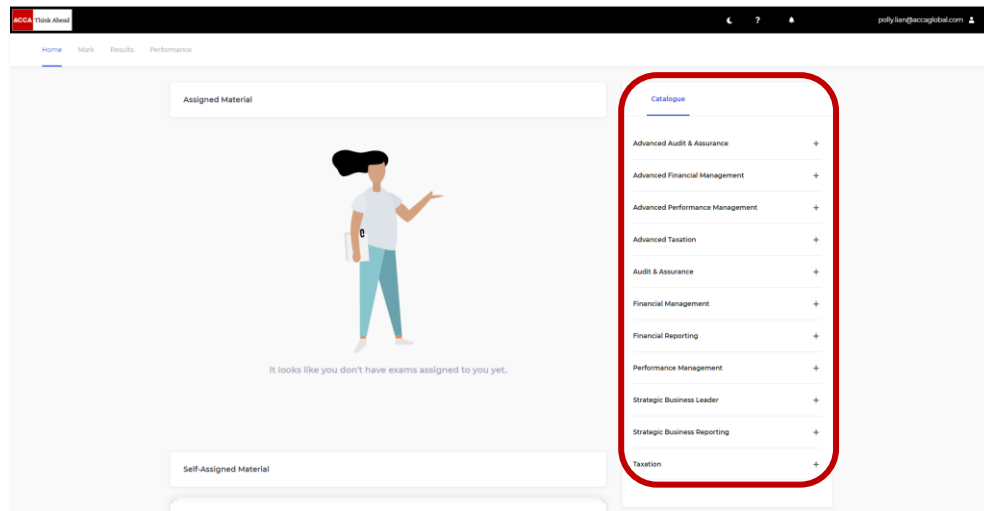 ACCA Think Ahead
? polly.lian@accaglobal.com
Home Mark Results Performance
Assigned Material
It looks like you don't have exams assigned to you yet.
Self-Assigned Material
Catalogue
Advanced Audit & Assurance +
Advanced Financial Management +
Advanced Performance Management +
Advanced Taxation +
Audit & Assurance +
Financial Management +
Financial Reporting +
Performance Management +
Strategic Business Leader +
Strategic Business Reporting +
Taxation +